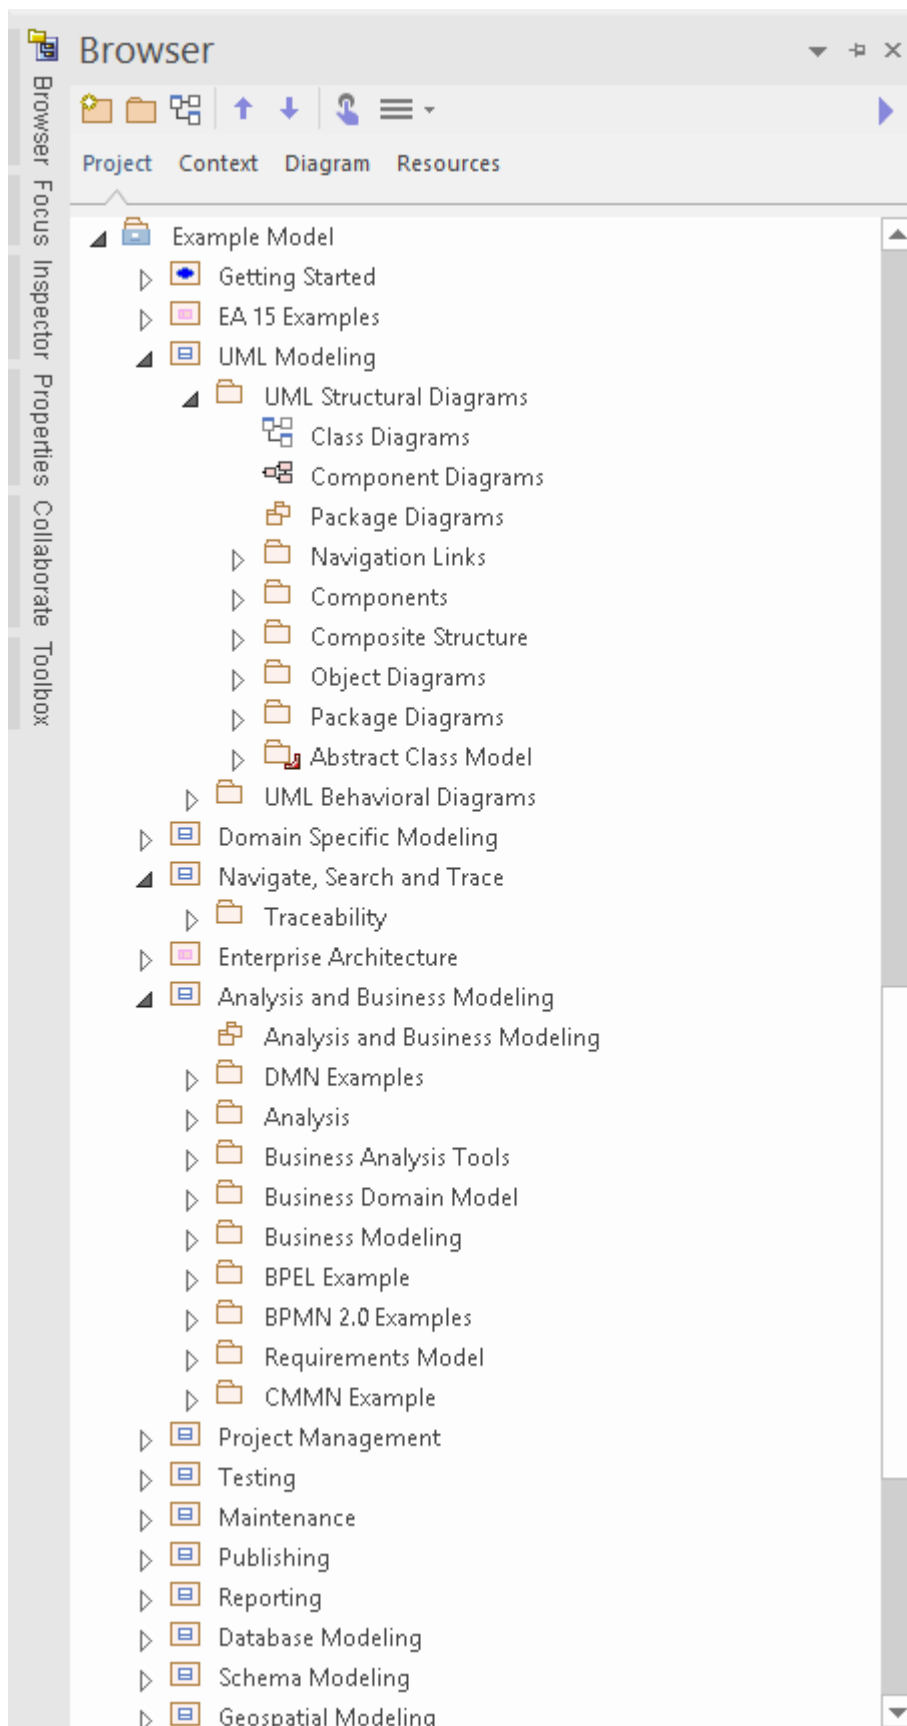 Browser
Project Context Diagram Resources
Browser
Focus
Inspector
Properties
Collaborate
Toolbox
Example Model
Getting Started
EA 15 Examples
UML Modeling
UML Structural Diagrams
Class Diagrams
Component Diagrams
Package Diagrams
Navigation Links
Components
Composite Structure
Object Diagrams
Package Diagrams
Abstract Class Model
UML Behavioral Diagrams
Domain Specific Modeling
Navigate, Search and Trace
Traceability
Enterprise Architecture
Analysis and Business Modeling
Analysis and Business Modeling
DMN Examples
Analysis
Business Analysis Tools
Business Domain Model
Business Modeling
BPEL Example
BPMN 2.0 Examples
Requirements Model
CMMN Example
Project Management
Testing
Maintenance
Publishing
Reporting
Database Modeling
Schema Modeling
Geospatial Modeling